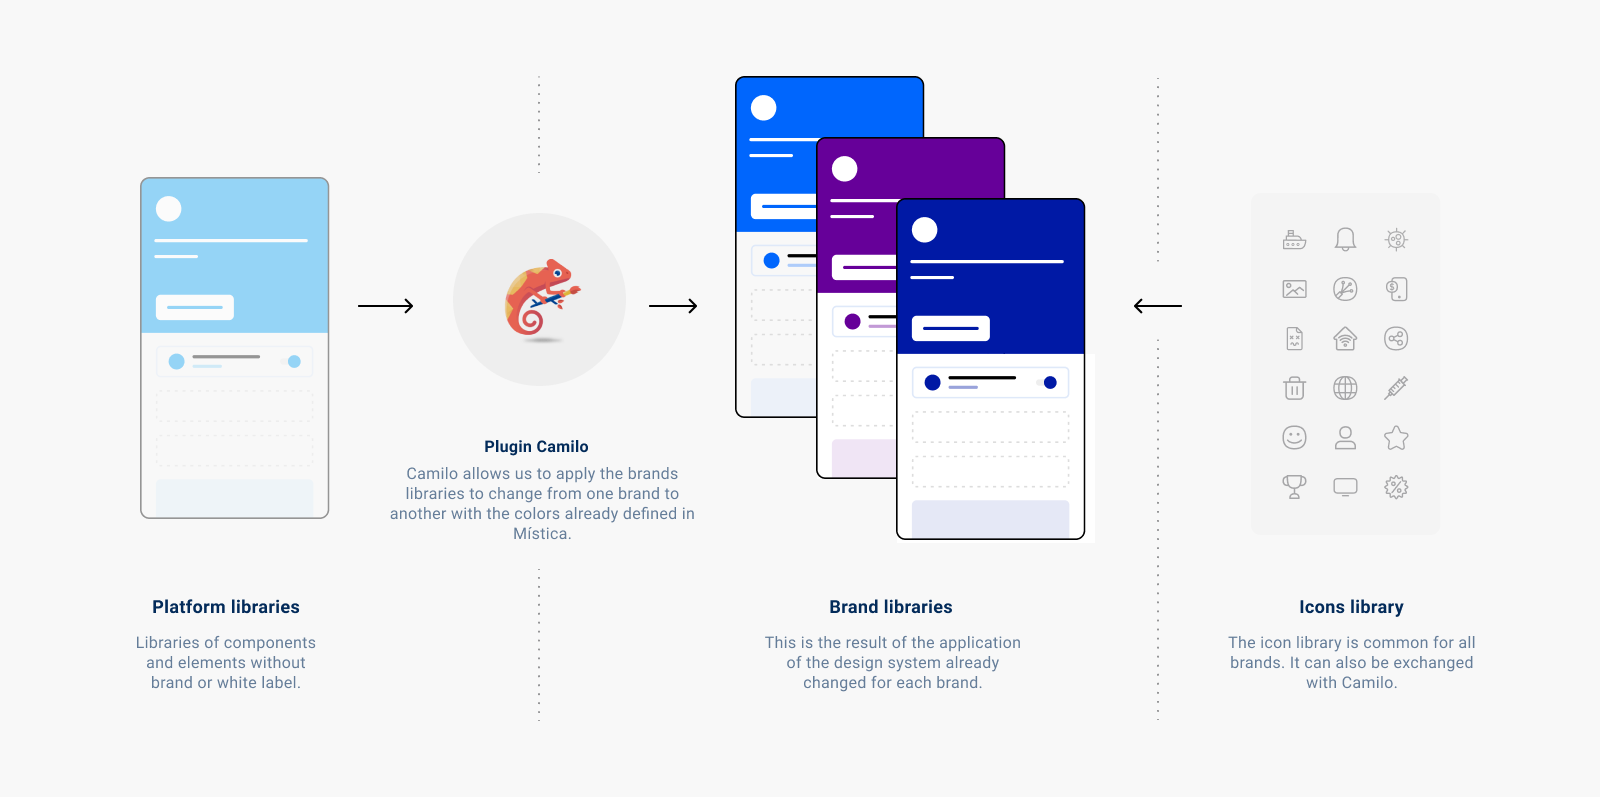 Plugin Camilo
Camilo allows us to apply the brands
libraries to change from one brand to
another with the colors already defined in
Mística.
Platform libraries
Libraries of components
and elements without
brand or white label.
Brand libraries
This is the result of the application
of the design system already
changed for each brand.
Icons library
The icon library is common for all
brands. It can also be exchanged
with Camilo.